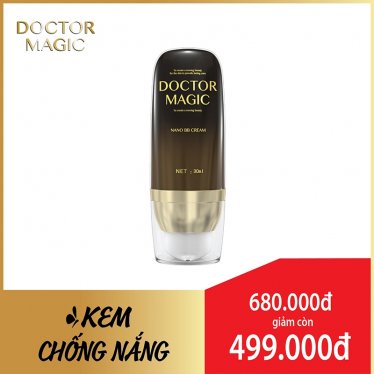 DOCTOR
MAGIC
DOCTOR
MAGIC
NANO BB CREAM
NET : 30ml
KEM
CHỐNG NẮNG
680.000đ
giảm còn
499.000đ